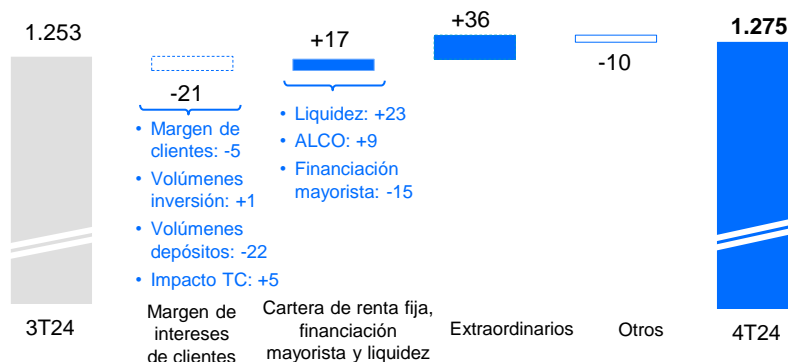 1.253
-21
• Margen de
clientes: -5
• Volúmenes
inversión: +1
• Volúmenes
depósitos: -22
• Impacto TC: +5
+17
• Liquidez: +23
• ALCO: +9
• Financiación
mayorista: -15
+36
-10
1.275
3T24
Margen de
intereses
de clientes
Cartera de renta fija,
financiación
mayorista y liquidez
Extraordinarios
Otros
4T24